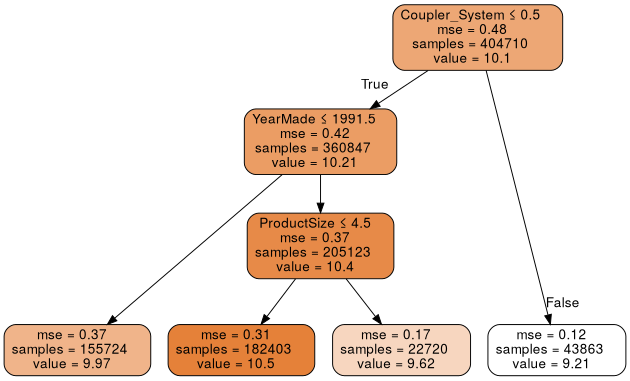 Coupler_System ≤ 0.5
mse = 0.48
samples = 404710
value = 10.1
True
YearMade ≤ 1991.5
mse = 0.42
samples = 360847
value = 10.21
ProductSize ≤ 4.5
mse = 0.37
samples = 205123
value = 10.4
False
mse = 0.37
samples = 155724
value = 9.97
mse = 0.31
samples = 182403
value = 10.5
mse = 0.17
samples = 22720
value = 9.62
mse = 0.12
samples = 43863
value = 9.21